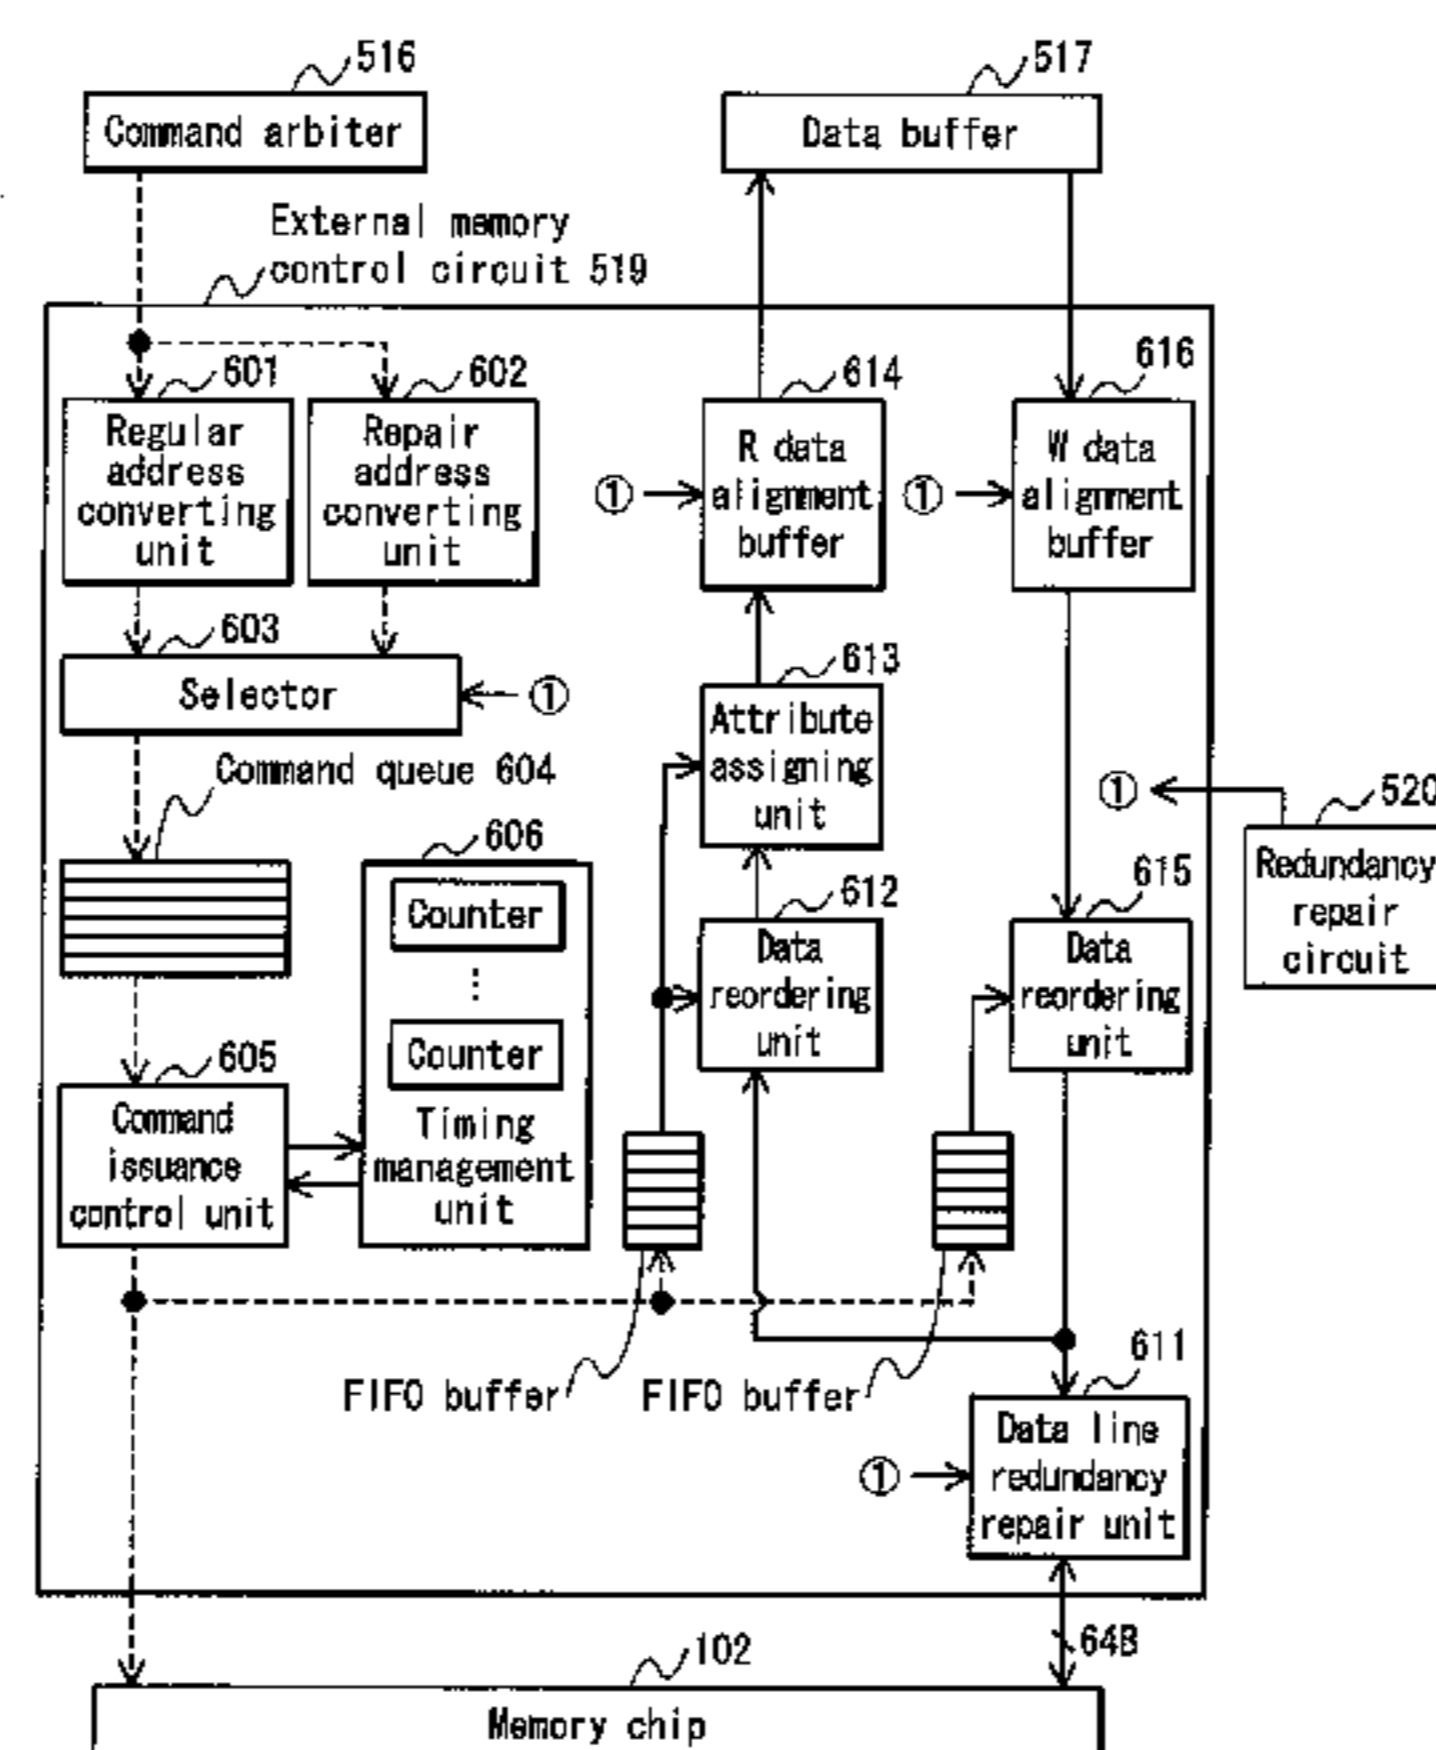 516
Command arbiter
517
Data buffer
External memory
control circuit 519
601
Regular
address
converting
unit
602
Repair
address
converting
unit
614
R data
alignment
buffer
①
616
W data
alignment
buffer
①
603
Selector
①
613
Attribute
assigning
unit
Command queue 604
①
520
Redundancy
repair
circuit
606
Counter
⋮
Counter
Timing
management
unit
612
Data
reordering
unit
615
Data
reordering
unit
605
Command
issuance
control unit
FIFO buffer
FIFO buffer
611
Data line
redundancy
repair unit
①
64B
102
Memory chip